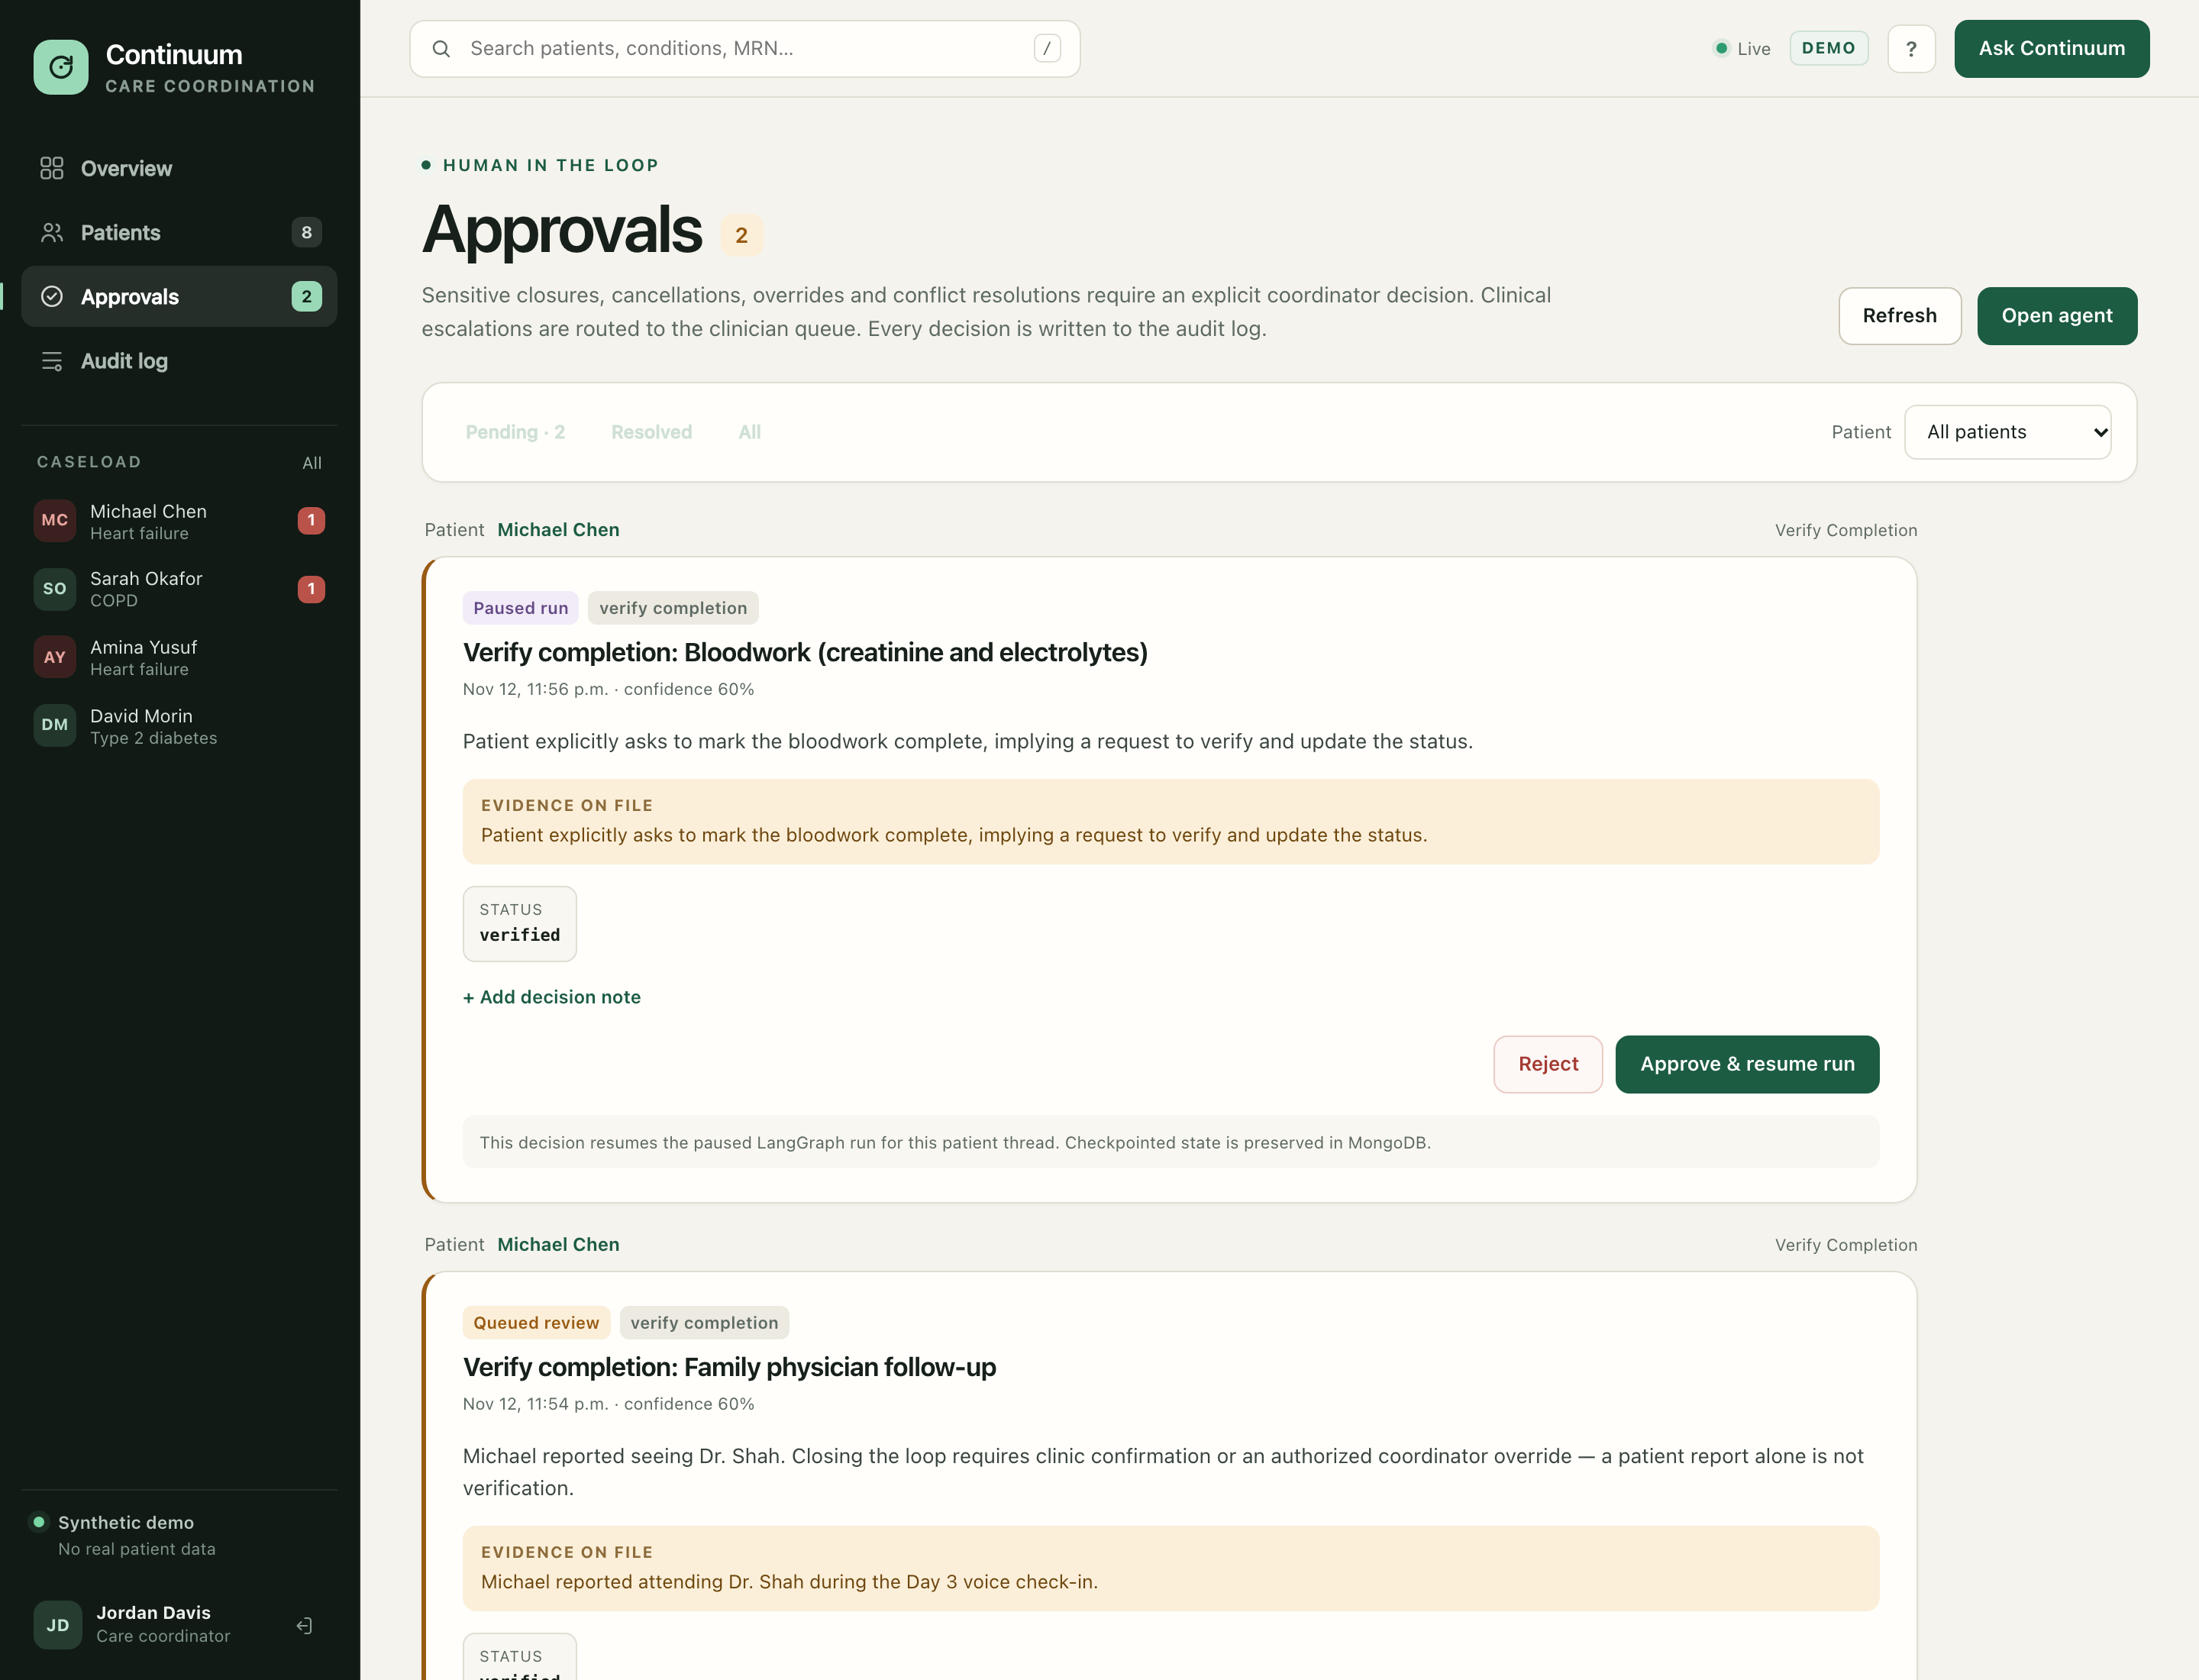 Continuum
CARE COORDINATION
Overview
Patients 8
Approvals 2
Audit log
CASELOAD All
MC Michael Chen 1
Heart failure
SO Sarah Okafor 1
COPD
AY Amina Yusuf
Heart failure
DM David Morin
Type 2 diabetes
Synthetic demo
No real patient data
JD Jordan Davis
Care coordinator
Search patients, conditions, MRN... /
Live DEMO ? Ask Continuum
HUMAN IN THE LOOP
Approvals 2
Sensitive closures, cancellations, overrides and conflict resolutions require an explicit coordinator decision. Clinical
escalations are routed to the clinician queue. Every decision is written to the audit log.
Refresh Open agent
Pending · 2 Resolved All Patient All patients
Patient Michael Chen Verify Completion
Paused run verify completion
Verify completion: Bloodwork (creatinine and electrolytes)
Nov 12, 11:56 p.m. · confidence 60%
Patient explicitly asks to mark the bloodwork complete, implying a request to verify and update the status.
EVIDENCE ON FILE
Patient explicitly asks to mark the bloodwork complete, implying a request to verify and update the status.
STATUS
verified
+ Add decision note
Reject Approve & resume run
This decision resumes the paused LangGraph run for this patient thread. Checkpointed state is preserved in MongoDB.
Patient Michael Chen Verify Completion
Queued review verify completion
Verify completion: Family physician follow-up
Nov 12, 11:54 p.m. · confidence 60%
Michael reported seeing Dr. Shah. Closing the loop requires clinic confirmation or an authorized coordinator override — a patient report alone is not
verification.
EVIDENCE ON FILE
Michael reported attending Dr. Shah during the Day 3 voice check-in.
STATUS
verified